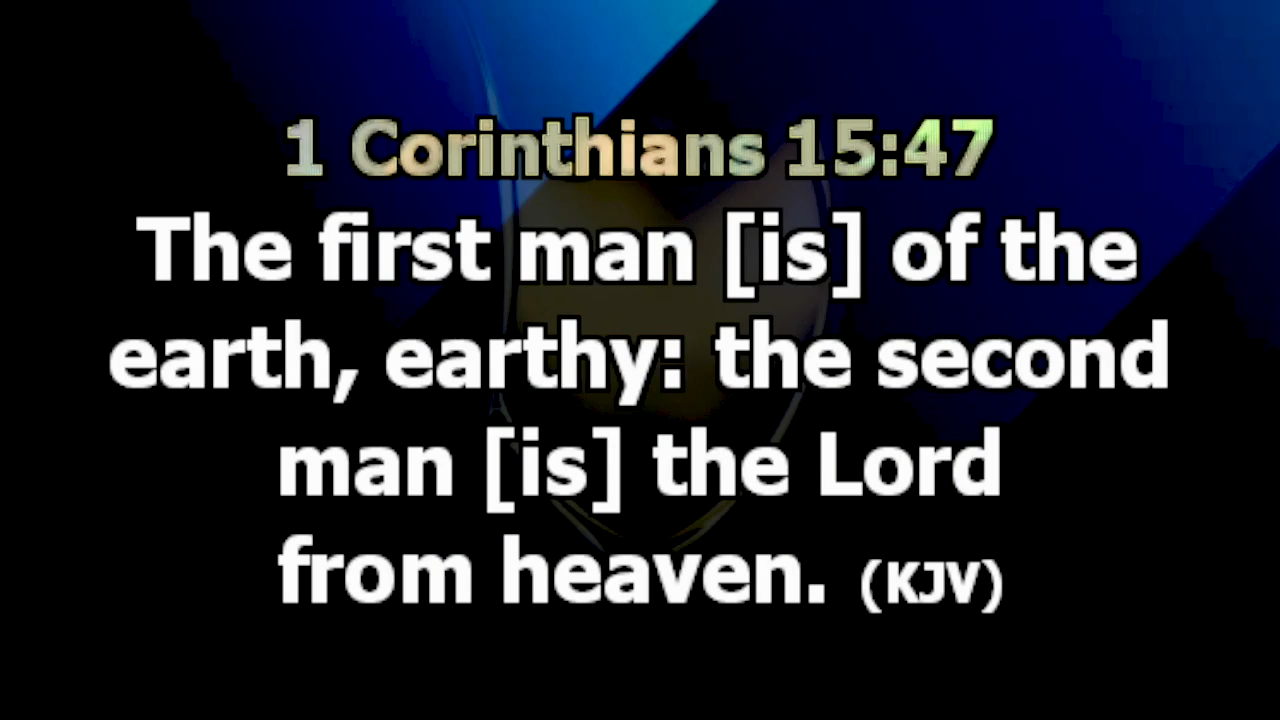 1 Corinthians 15:47
The first man [is] of the
earth, earthy: the second
man [is] the Lord
from heaven. (KJV)